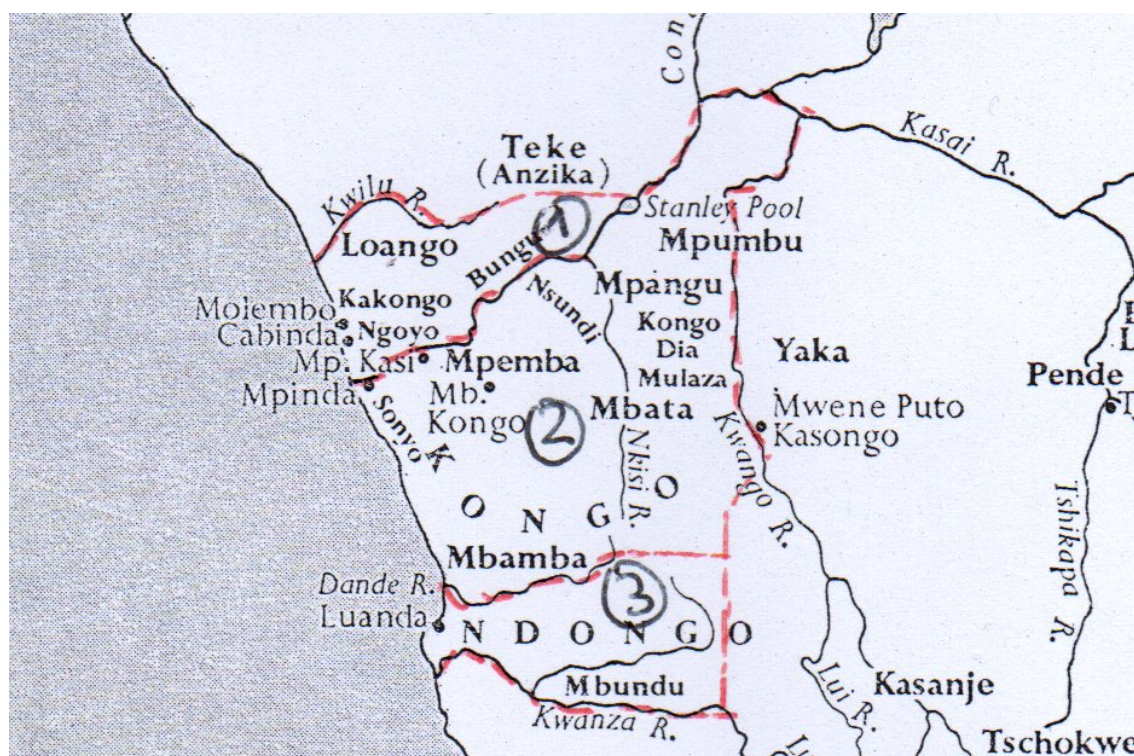 Con
Kasai R.
Teke
(Anzika)
Kwilu R.
1
Stanley Pool
Loango
Mpumbu
Bungu
Mpangu
Nsundi
Kakongo
Molembo
Cabinda
Ngoyo
Kongo
Dia
Mulaza
Yaka
Mp. Kasi
Mpemba
Pende
Mpinda
Mb.
Kongo
Mbata
Mwene Puto
Kasongo
Sonyo
2
Kwango R.
Nkisi R.
KONGO
Tshikapa R.
Mbamba
Dande R.
Luanda
3
NDONGO
Mbundu
Kasanje
Lui R.
Kwanza R.
Tschokwe